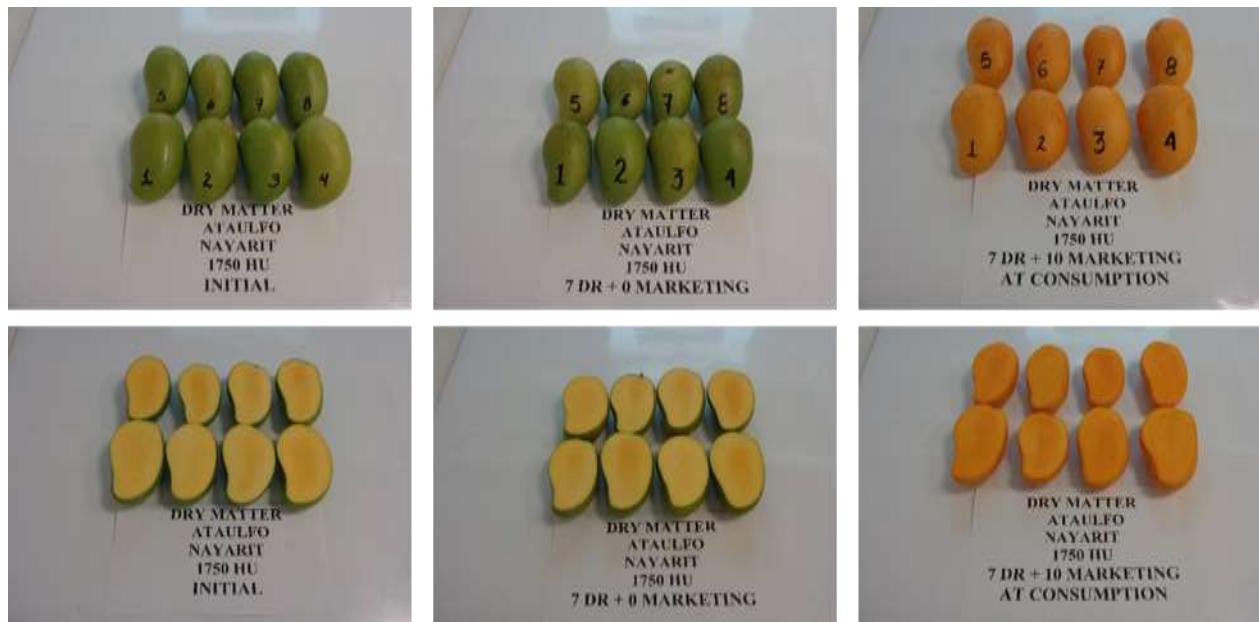 5 6 7 8
1 2 3 4
DRY MATTER
ATAULFO
NAYARIT
1750 HU
INITIAL
5 6 7 8
1 2 3 4
DRY MATTER
ATAULFO
NAYARIT
1750 HU
7 DR + 0 MARKETING
5 6 7 8
1 2 3 4
DRY MATTER
ATAULFO
NAYARIT
1750 HU
7 DR + 10 MARKETING
AT CONSUMPTION
DRY MATTER
ATAULFO
NAYARIT
1750 HU
INITIAL
DRY MATTER
ATAULFO
NAYARIT
1750 HU
7 DR + 0 MARKETING
DRY MATTER
ATAULFO
NAYARIT
1750 HU
7 DR + 10 MARKETING
AT CONSUMPTION